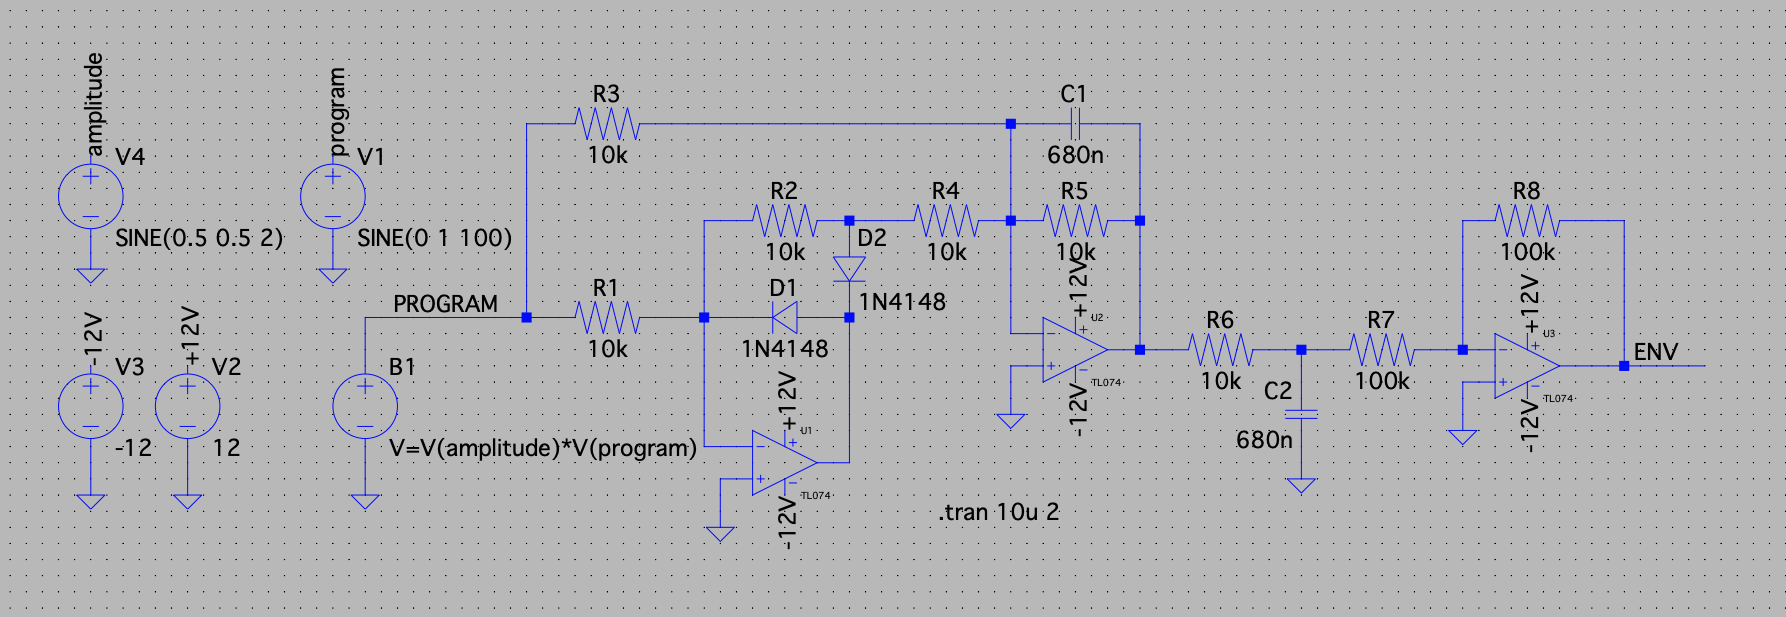 amplitude
V4
SINE(0.5 0.5 2)
program
V1
SINE(0 1 100)
-12V
V3
-12
+12V
V2
12
PROGRAM
B1
V=V(amplitude)*V(program)
R3
10k
R1
10k
R2
10k
D2
1N4148
D1
1N4148
R4
10k
C1
680n
R5
10k
+12V
U1
TL074
-12V
+12V
U2
TL074
-12V
R6
10k
C2
680n
R7
100k
R8
100k
+12V
U3
TL074
-12V
ENV
.tran 10u 2